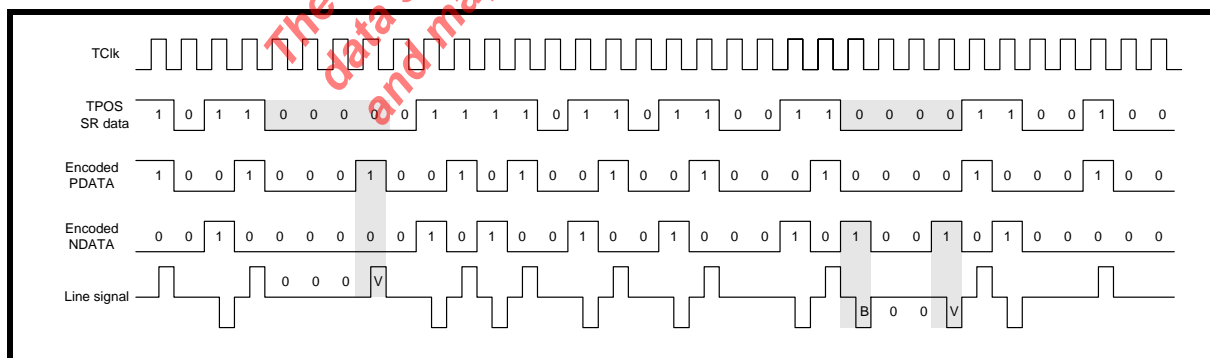 The
data
and
TClk
TPOS
SR data
1 0 1 1 0 0 0 0 0 1 1 1 1 0 1 1 0 1 1 0 0 1 1 0 0 0 0 1 1 0 0 1 0 0
Encoded
PDATA
1 0 0 1 0 0 0 1 0 0 1 0 1 0 0 1 0 0 1 0 0 0 1 0 0 0 0 1 0 0 0 1 0 0
Encoded
NDATA
0 0 1 0 0 0 0 0 0 1 0 1 0 0 1 0 0 1 0 0 0 1 0 1 0 0 1 0 1 0 0 0 0 0
Line signal
0 0 0 V
B 0 0 V